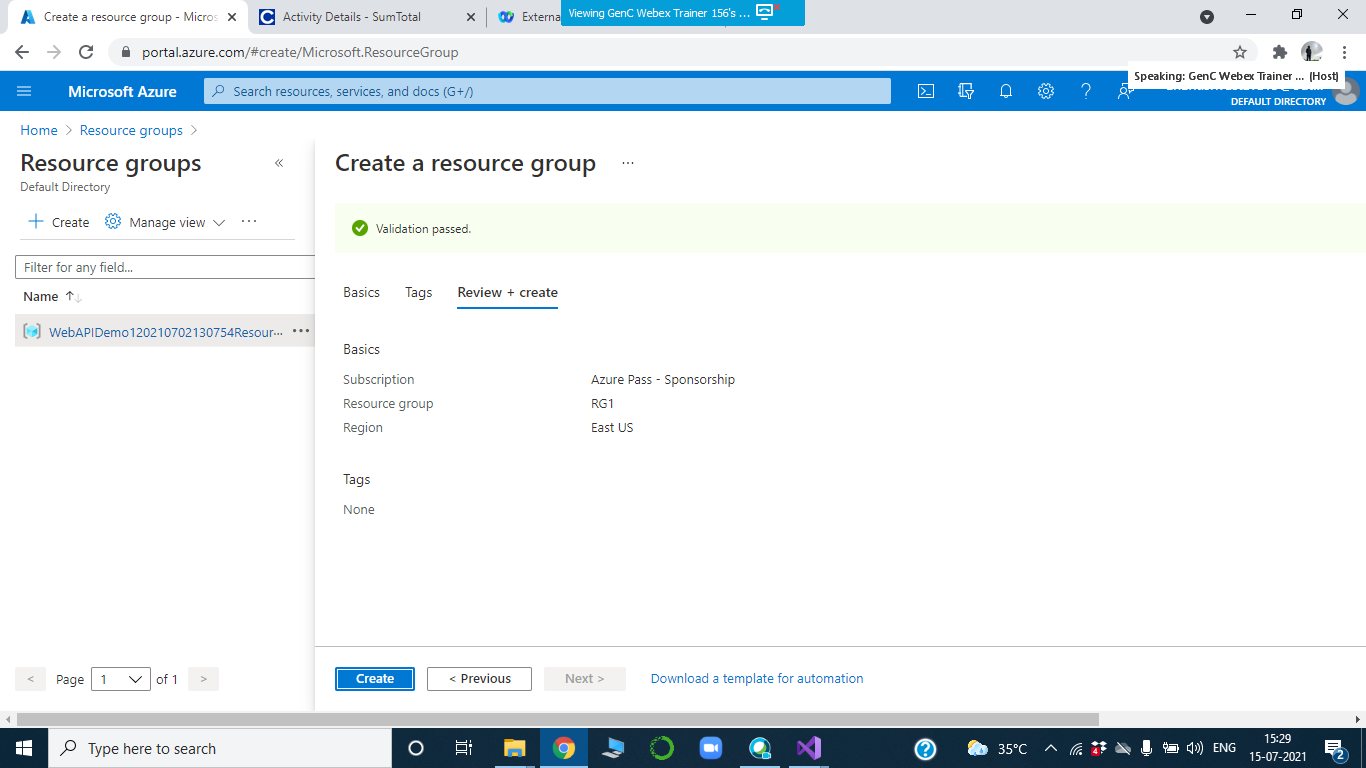 Create a resource group - Micros
Activity Details - SumTotal
Externa
Viewing GenC Webex Trainer 156's ...
portal.azure.com/#create/Microsoft.ResourceGroup
Speaking: GenC Webex Trainer ... (Host)
Microsoft Azure
Search resources, services, and docs (G+/)
DEFAULT DIRECTORY
Home > Resource groups >
Resource groups
«
Default Directory
Create
Manage view
...
Filter for any field...
Name
WebAPIDemo120210702130754Resour...
Create a resource group
...
Validation passed.
Basics
Tags
Review + create
Basics
Subscription
Azure Pass - Sponsorship
Resource group
RG1
Region
East US
Tags
None
< Page 1 of 1 >
Create
< Previous
Next >
Download a template for automation
Type here to search
35°C
4
ENG
15:29
15-07-2021
2